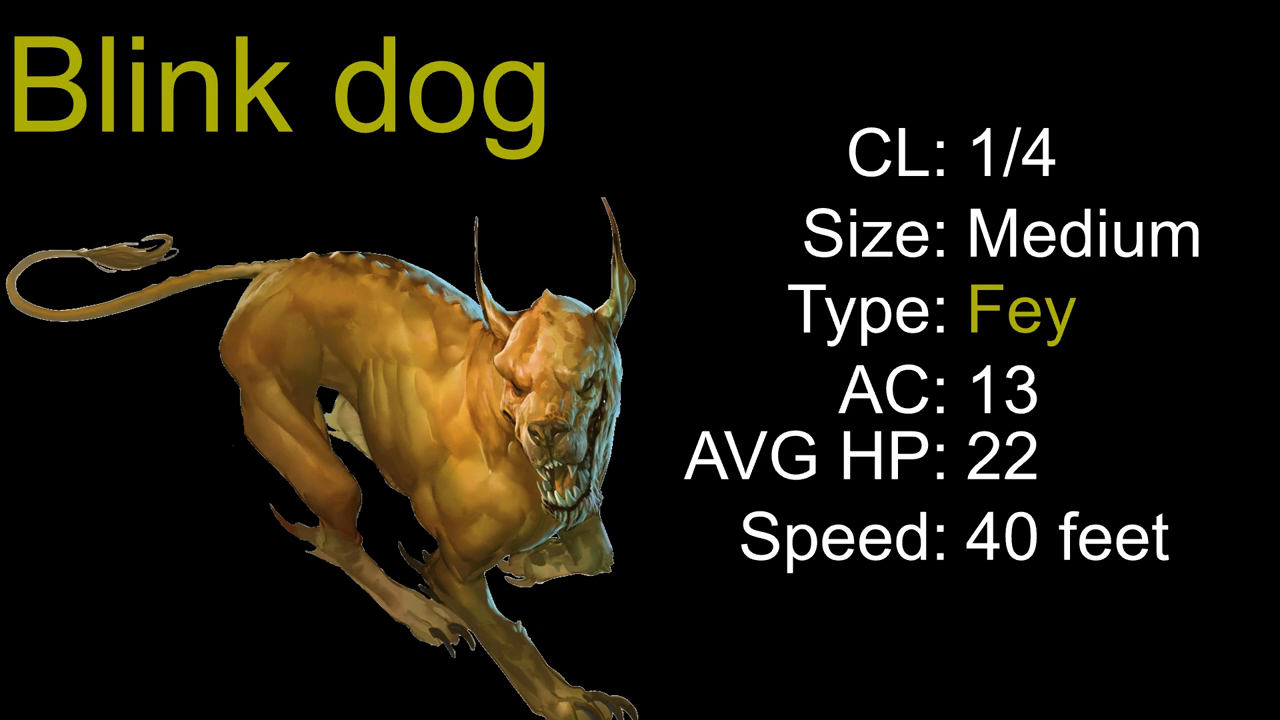 Blink dog
CL: 1/4
Size: Medium
Type: Fey
AC: 13
AVG HP: 22
Speed: 40 feet